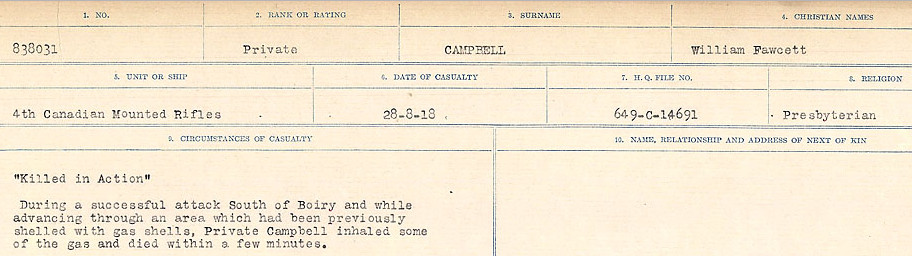 1. NO. 2. RANK OR RATING 3. SURNAME 4. CHRISTIAN NAMES
838031 Private CAMPBELL William Fawcett
5. UNIT OR SHIP 6. DATE OF CASUALTY 7. H. Q. FILE NO. 8. RELIGION
4th Canadian Mounted Rifles 28-8-18 649-C-14691 Presbyterian
9. CIRCUMSTANCES OF CASUALTY 10. NAME, RELATIONSHIP AND ADDRESS OF NEXT OF KIN
"Killed in Action"
During a successful attack South of Boiry and while
advancing through an area which had been previously
shelled with gas shells, Private Campbell inhaled some
of the gas and died within a few minutes.